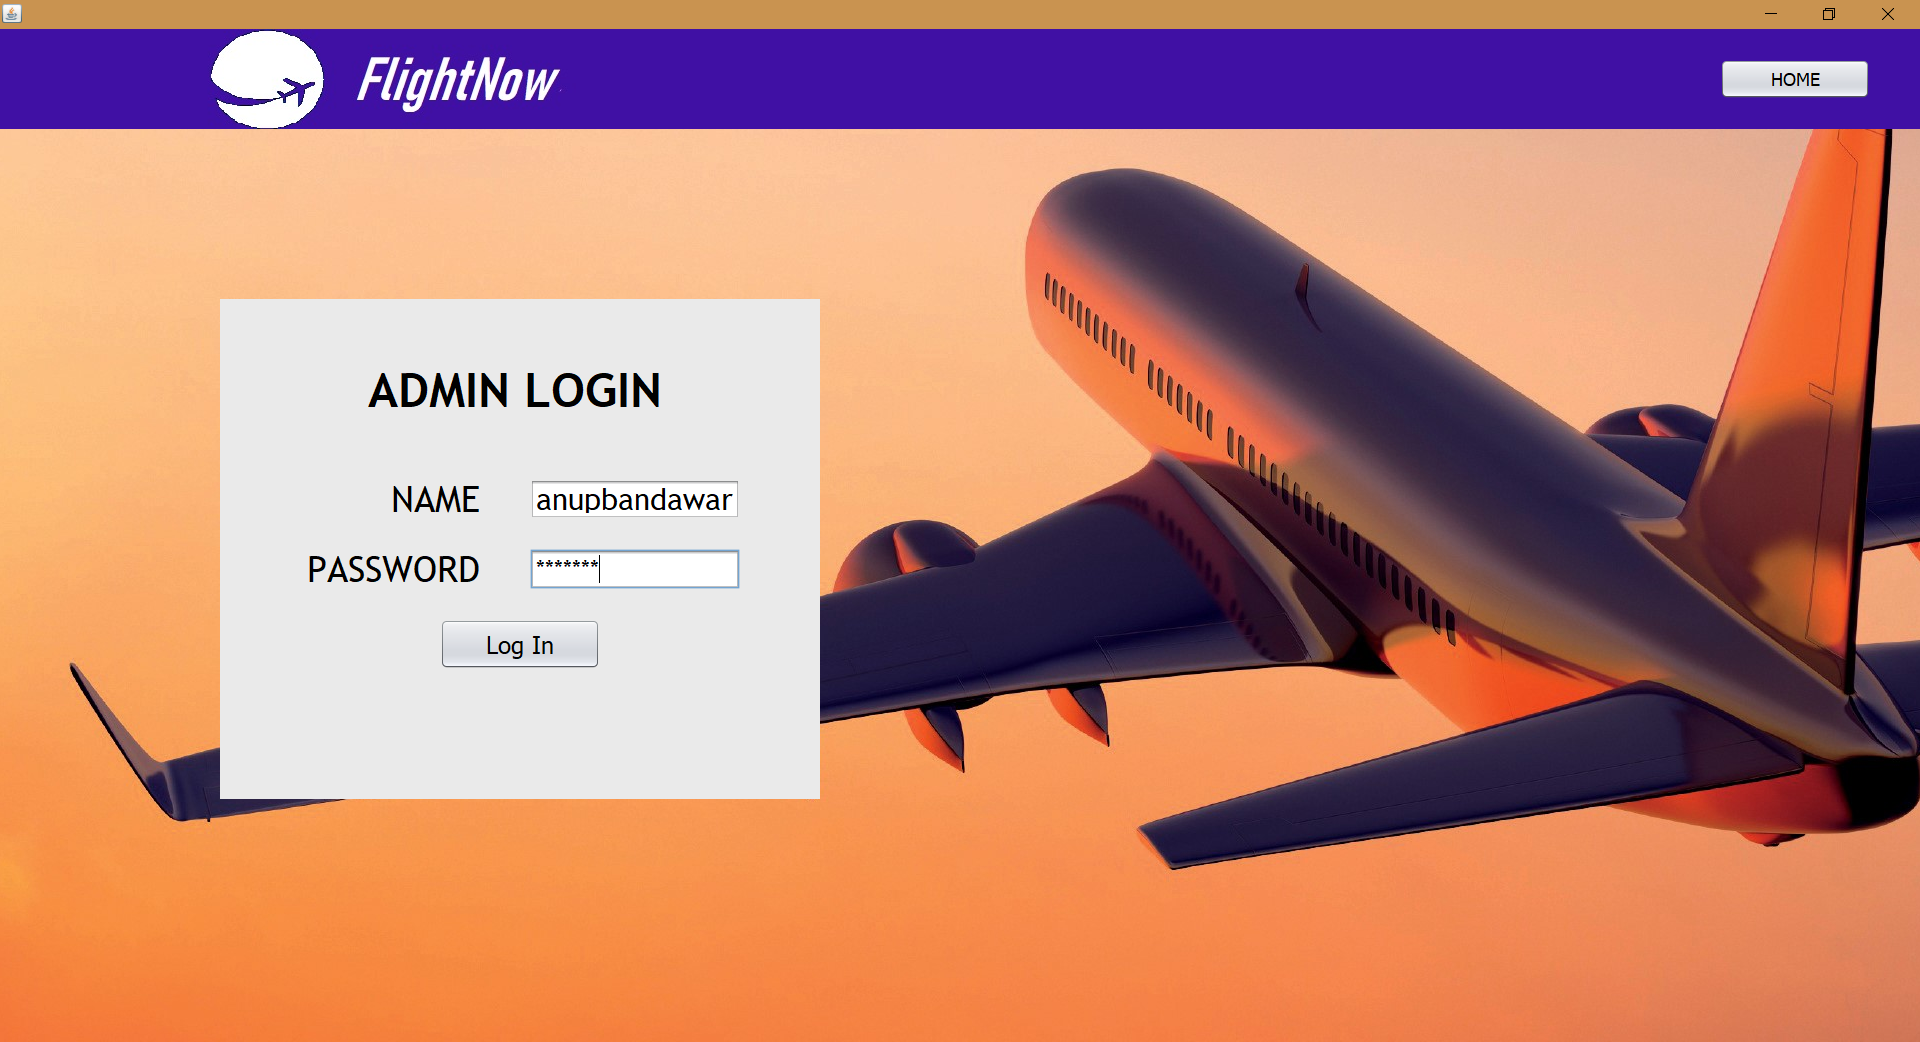 FlightNow
HOME
ADMIN LOGIN
NAME
anupbandawar
PASSWORD
*******
Log In